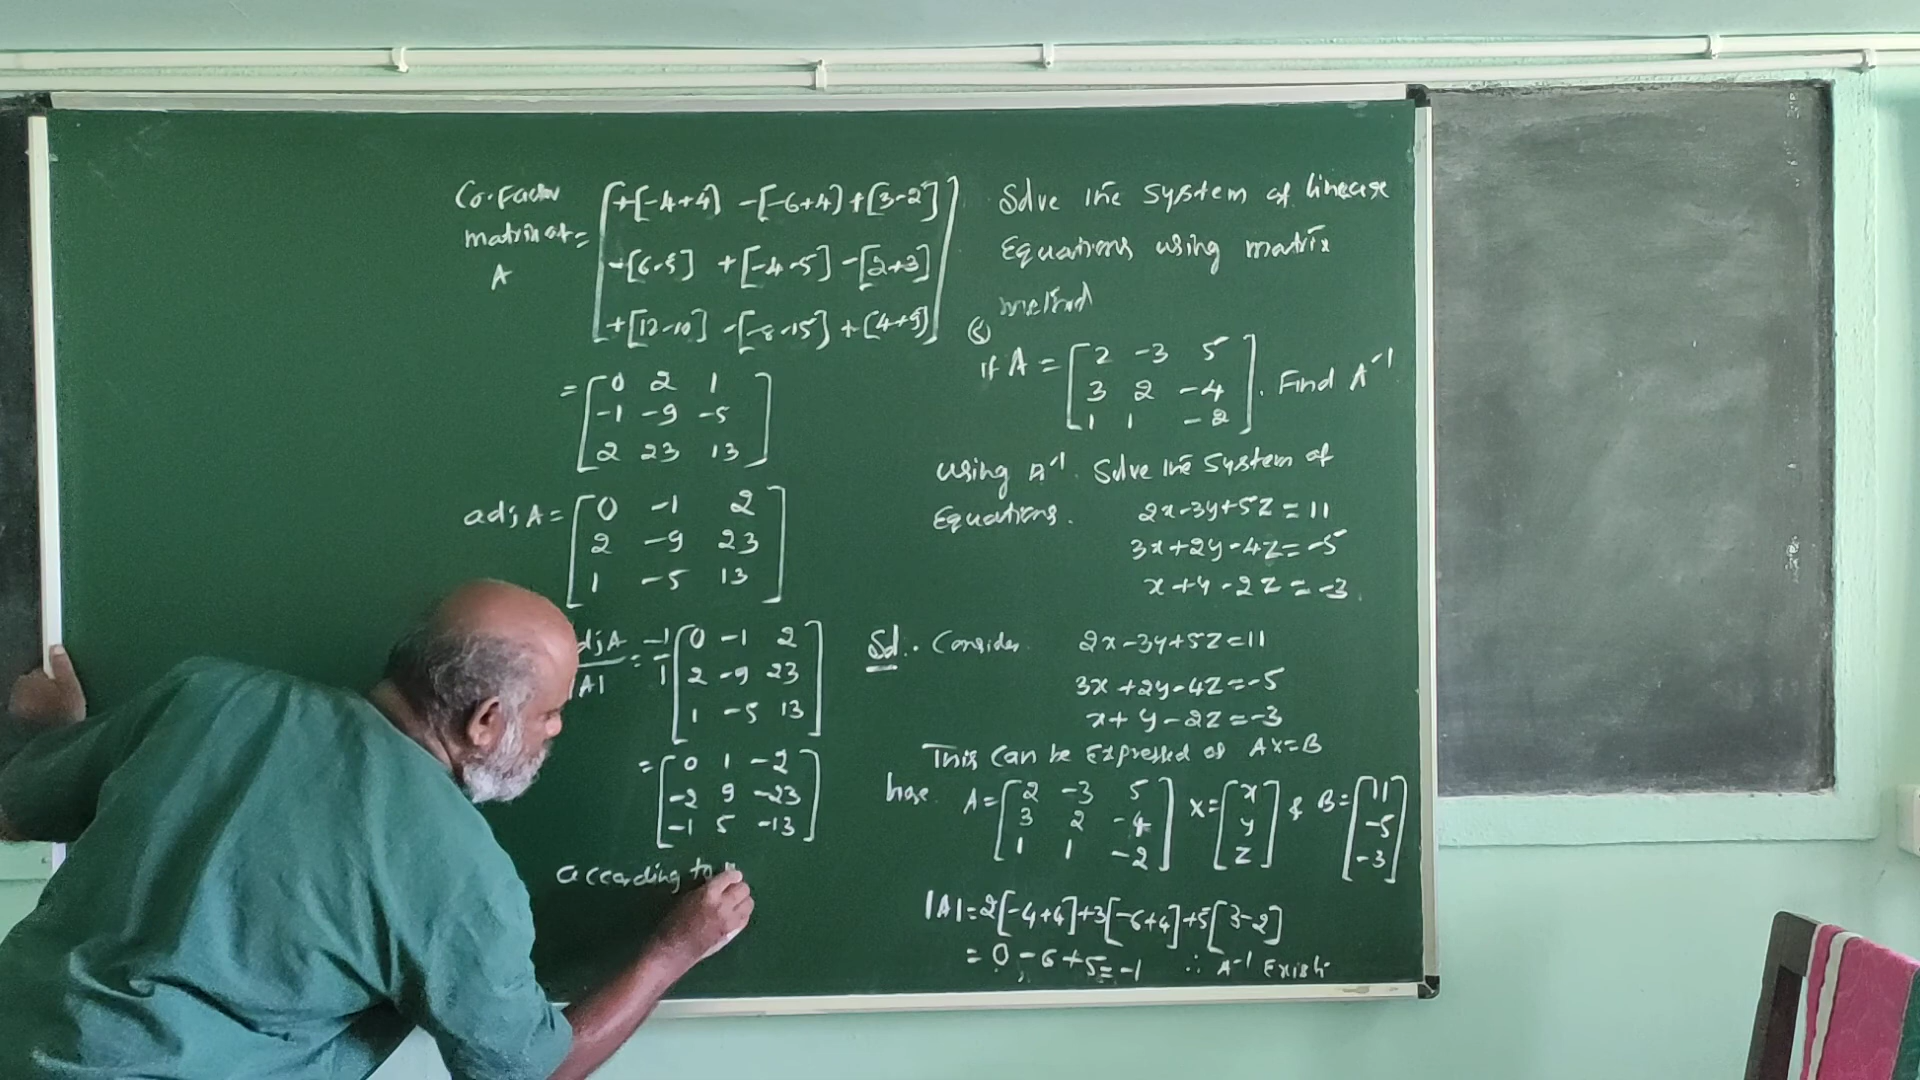 Solve the system of linear
Equations using matrix
method
if A = [2 -3 5
3 2 -4
1 1 -2]. Find A⁻¹
using A⁻¹. Solve the System of
Equations. 2x-3y+5z=11
3x+2y-4z=-5
x+y-2z=-3
Sol. Consider 2x-3y+5z=11
3x+2y-4z=-5
x+y-2z=-3
This can be Expressed as AX=B
A=[2 -3 5
3 2 -4
1 1 -2] X=[x
y
z] & B=[11
-5
-3]
|A|=2[-4+4]+3[-6+4]+5[3-2]
=0-6+5=-1 ∴ A⁻¹ Exist
Co-factor
matrix of
A = [+[-4+4] -[-6+4] +[3-2]
-[6-5] +[-4-5] -[2+3]
+[12-10] -[-8-15] +[4+9]]
=[0 2 1
-1 -9 -5
2 23 13]
adj A=[0 -1 2
2 -9 23
1 -5 13]
djA/|A| = -1/1 [0 -1 2
2 -9 23
1 -5 13]
=[0 1 -2
-2 9 -23
-1 5 -13]
according to